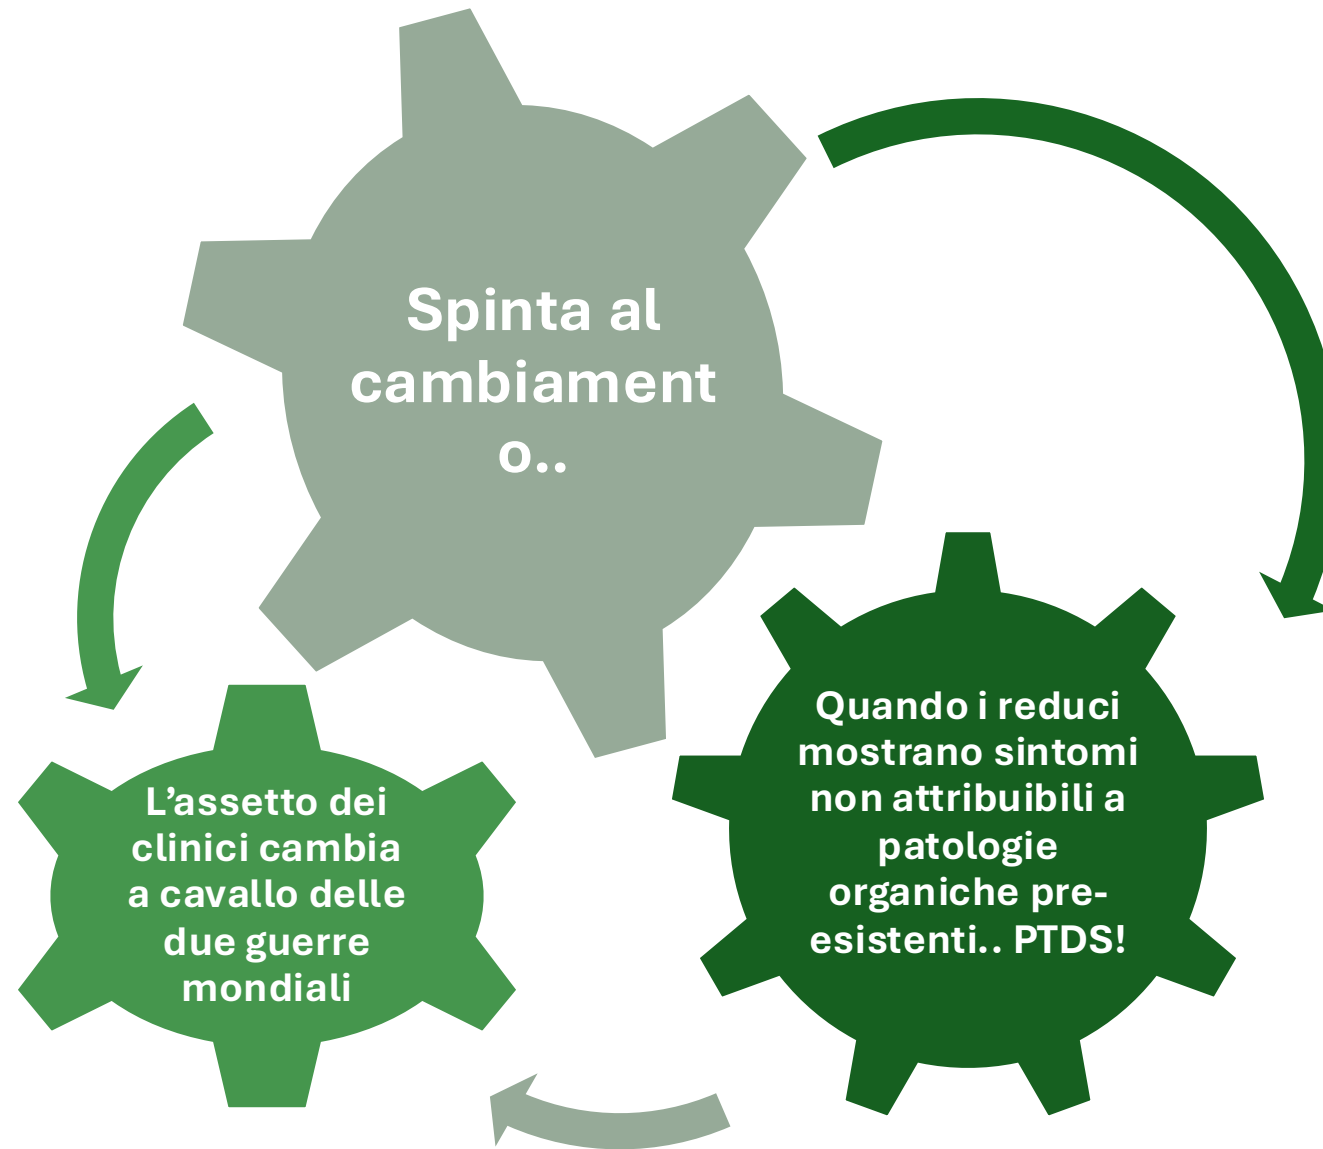 Spinta al
cambiament
o..
Quando i reduci
mostrano sintomi
non attribuibili a
patologie
organiche pre-
esistenti.. PTDS!
L’assetto dei
clinici cambia
a cavallo delle
due guerre
mondiali